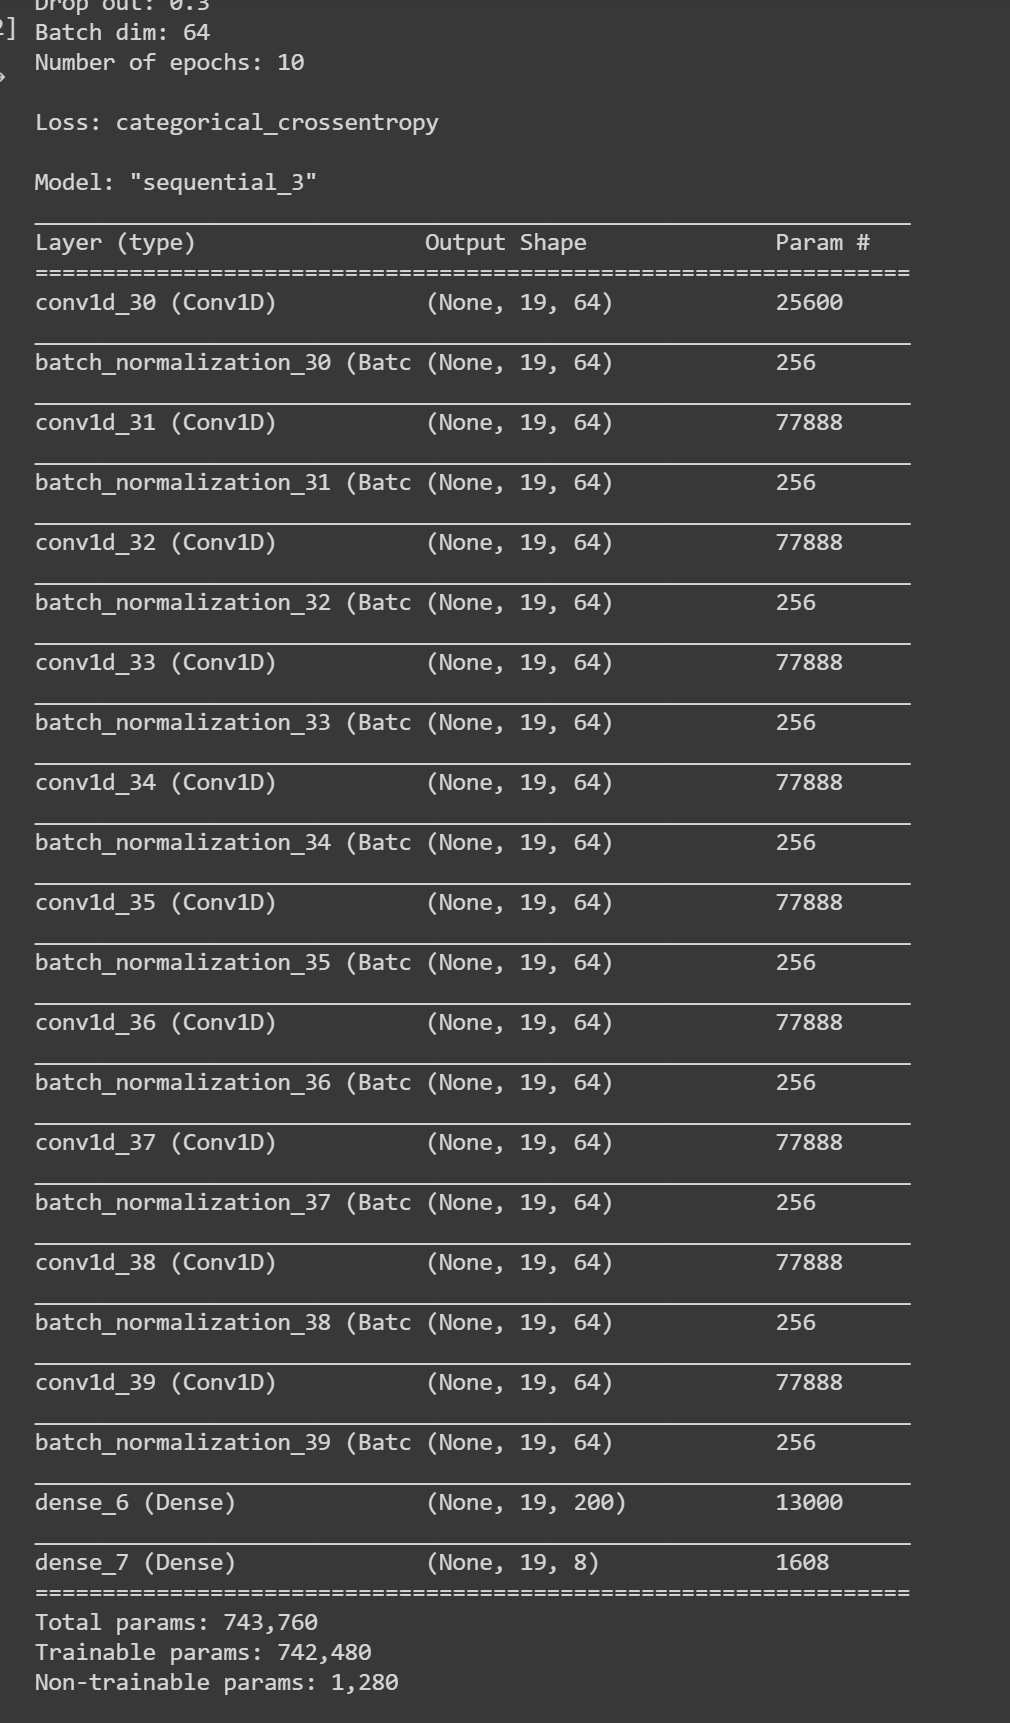 Drop out: 0.3
2]
Batch dim: 64
Number of epochs: 10
Loss: categorical_crossentropy
Model: "sequential_3"
Layer (type) Output Shape Param #
=================================================================
conv1d_30 (Conv1D) (None, 19, 64) 25600
batch_normalization_30 (Batc (None, 19, 64) 256
conv1d_31 (Conv1D) (None, 19, 64) 77888
batch_normalization_31 (Batc (None, 19, 64) 256
conv1d_32 (Conv1D) (None, 19, 64) 77888
batch_normalization_32 (Batc (None, 19, 64) 256
conv1d_33 (Conv1D) (None, 19, 64) 77888
batch_normalization_33 (Batc (None, 19, 64) 256
conv1d_34 (Conv1D) (None, 19, 64) 77888
batch_normalization_34 (Batc (None, 19, 64) 256
conv1d_35 (Conv1D) (None, 19, 64) 77888
batch_normalization_35 (Batc (None, 19, 64) 256
conv1d_36 (Conv1D) (None, 19, 64) 77888
batch_normalization_36 (Batc (None, 19, 64) 256
conv1d_37 (Conv1D) (None, 19, 64) 77888
batch_normalization_37 (Batc (None, 19, 64) 256
conv1d_38 (Conv1D) (None, 19, 64) 77888
batch_normalization_38 (Batc (None, 19, 64) 256
conv1d_39 (Conv1D) (None, 19, 64) 77888
batch_normalization_39 (Batc (None, 19, 64) 256
dense_6 (Dense) (None, 19, 200) 13000
dense_7 (Dense) (None, 19, 8) 1608
=================================================================
Total params: 743,760
Trainable params: 742,480
Non-trainable params: 1,280